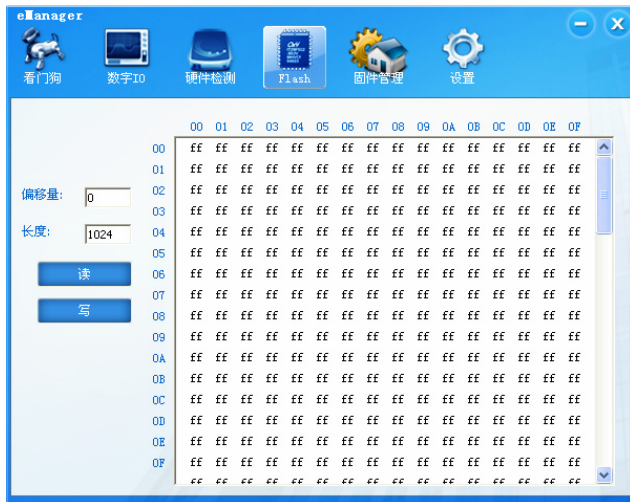 eManager
看门狗 数字IO 硬件检测 Flash 固件管理 设置
00 01 02 03 04 05 06 07 08 09 0A 0B 0C 0D 0E 0F
00 ff ff ff ff ff ff ff ff ff ff ff ff ff ff ff ff
01 ff ff ff ff ff ff ff ff ff ff ff ff ff ff ff ff
偏移量: 0
02 ff ff ff ff ff ff ff ff ff ff ff ff ff ff ff ff
03 ff ff ff ff ff ff ff ff ff ff ff ff ff ff ff ff
长度: 1024
04 ff ff ff ff ff ff ff ff ff ff ff ff ff ff ff ff
05 ff ff ff ff ff ff ff ff ff ff ff ff ff ff ff ff
读
06 ff ff ff ff ff ff ff ff ff ff ff ff ff ff ff ff
07 ff ff ff ff ff ff ff ff ff ff ff ff ff ff ff ff
写
08 ff ff ff ff ff ff ff ff ff ff ff ff ff ff ff ff
09 ff ff ff ff ff ff ff ff ff ff ff ff ff ff ff ff
0A ff ff ff ff ff ff ff ff ff ff ff ff ff ff ff ff
0B ff ff ff ff ff ff ff ff ff ff ff ff ff ff ff ff
0C ff ff ff ff ff ff ff ff ff ff ff ff ff ff ff ff
0D ff ff ff ff ff ff ff ff ff ff ff ff ff ff ff ff
0E ff ff ff ff ff ff ff ff ff ff ff ff ff ff ff ff
0F ff ff ff ff ff ff ff ff ff ff ff ff ff ff ff ff